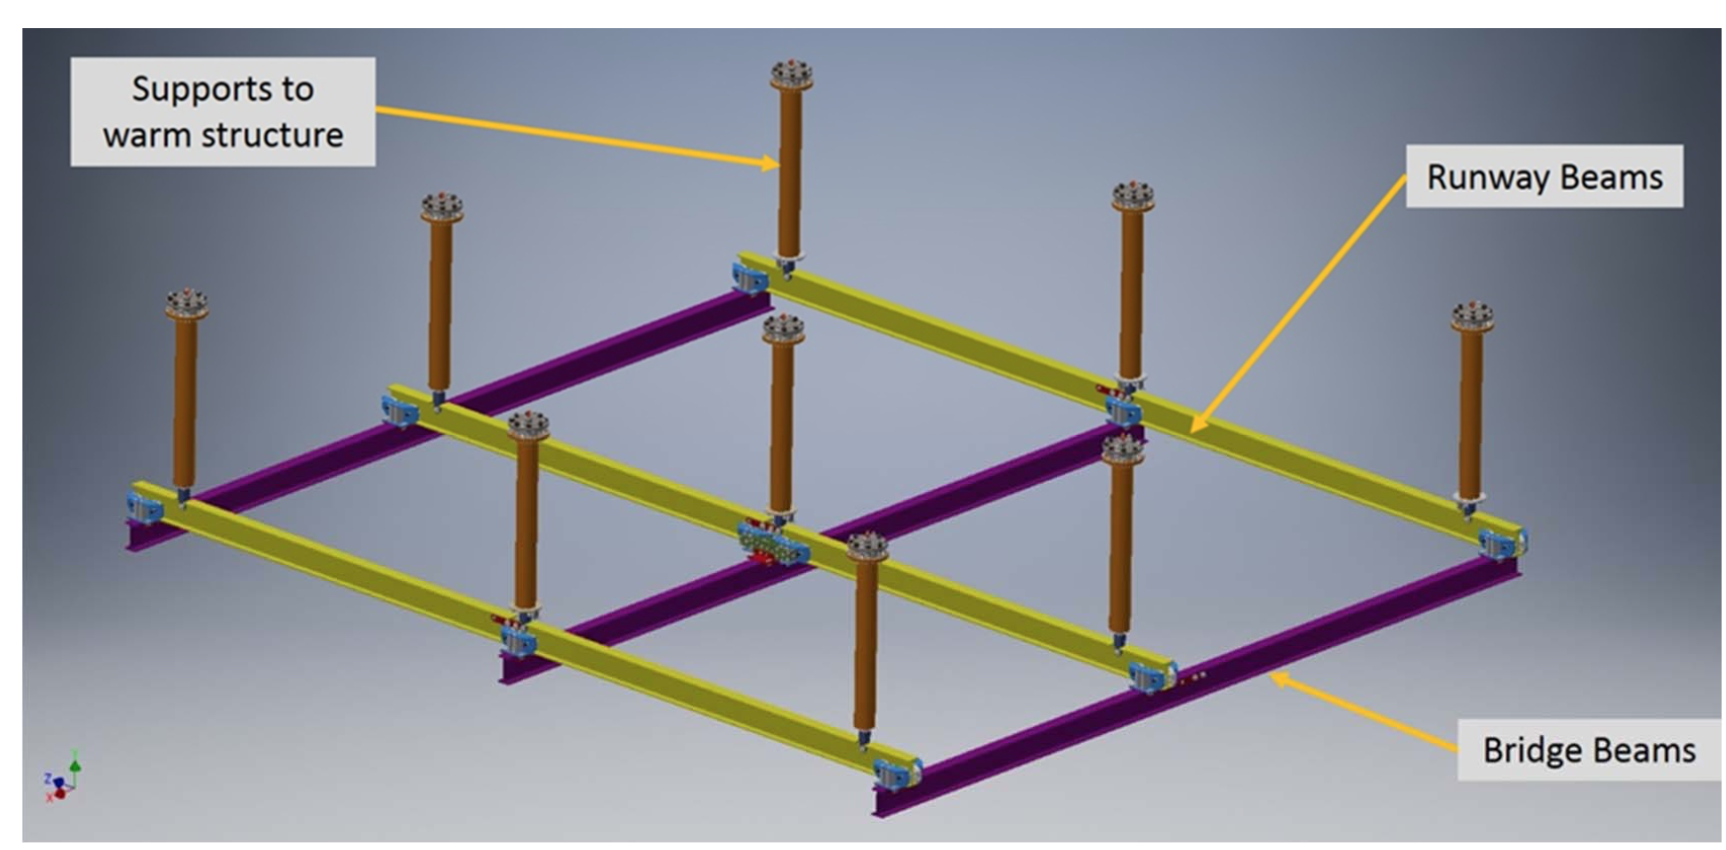 Supports to
warm structure
Runway Beams
Bridge Beams
Y
Z
X